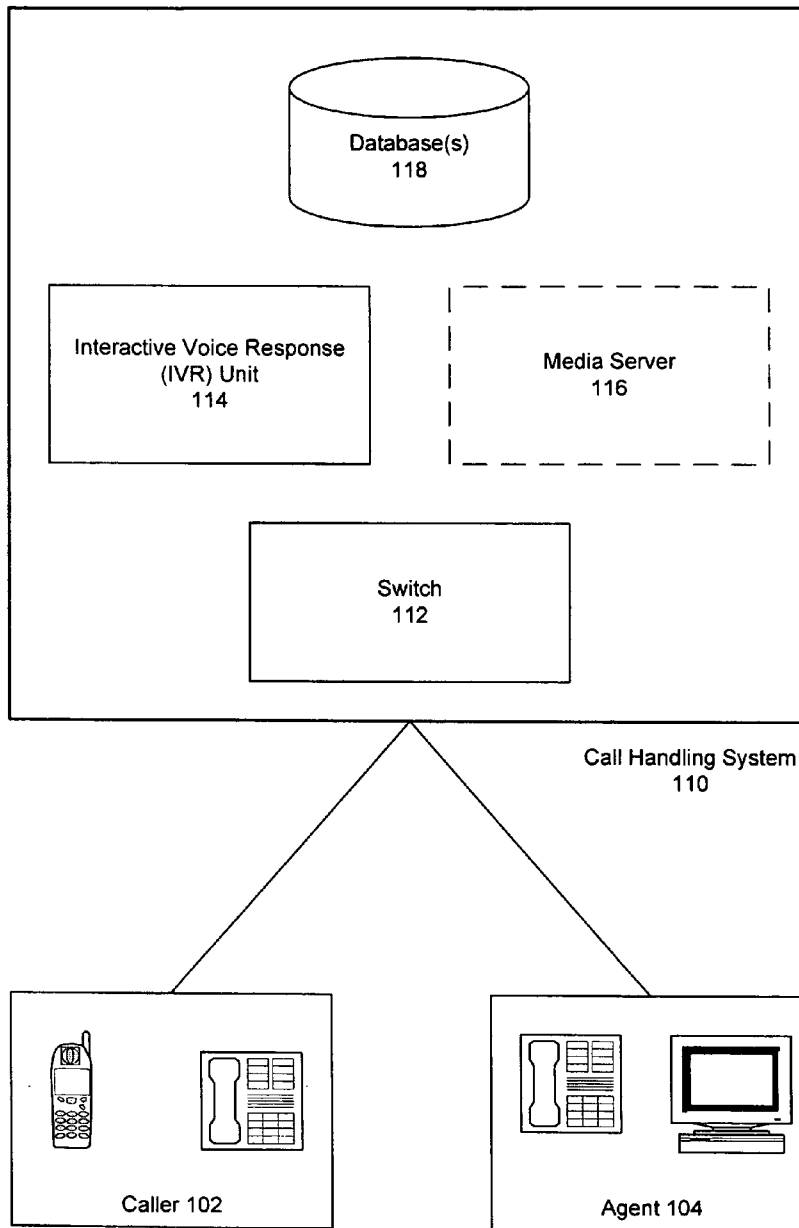 Database(s)
118
Interactive Voice Response
(IVR) Unit
114
Media Server
116
Switch
112
Call Handling System
110
Caller 102
Agent 104